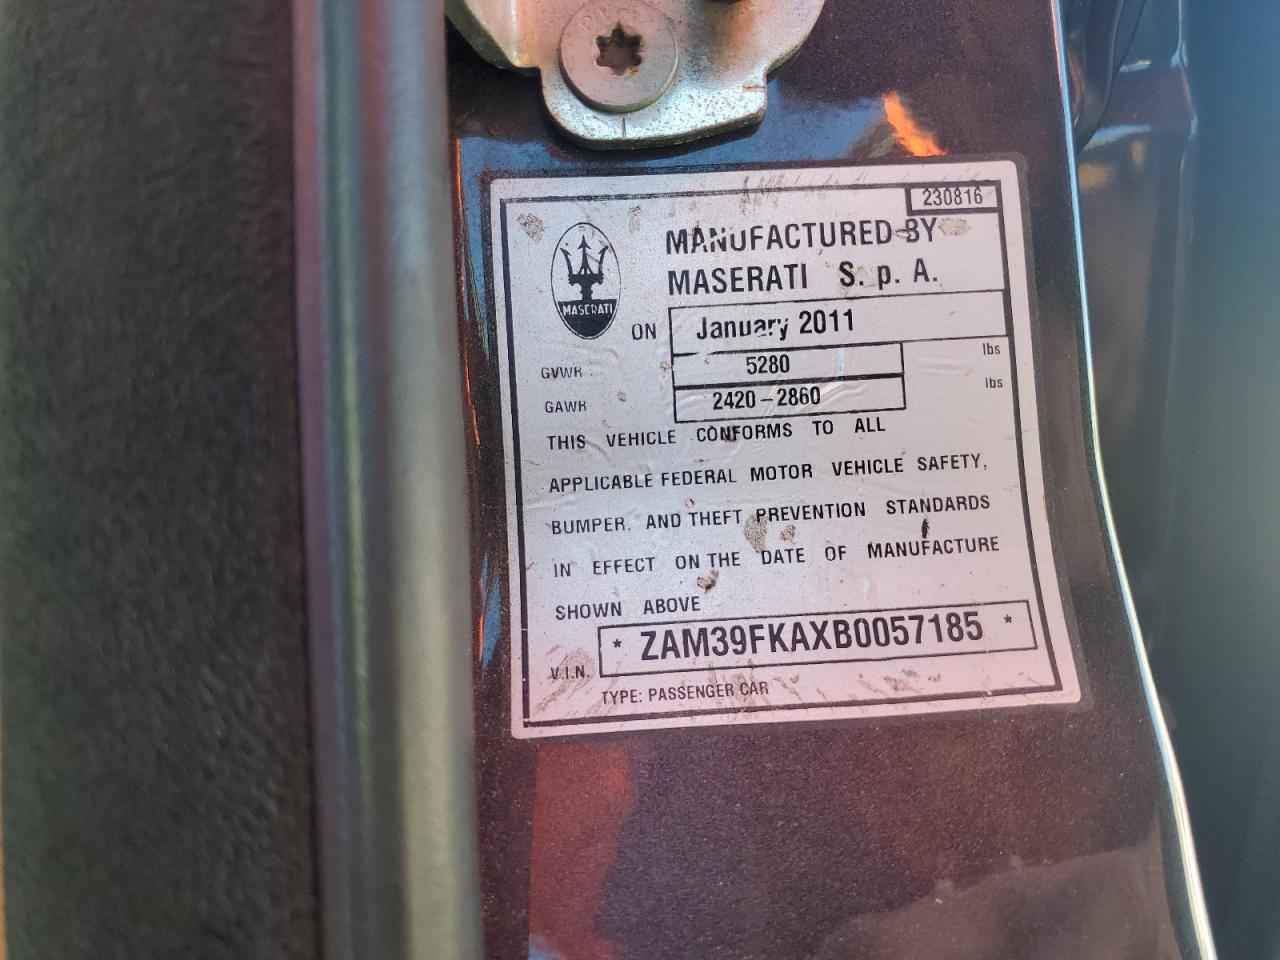 230816
MANUFACTURED BY
MASERATI S. p. A.
MASERATI
ON January 2011
GVWR 5280 lbs
GAWR 2420-2860 lbs
THIS VEHICLE CONFORMS TO ALL
APPLICABLE FEDERAL MOTOR VEHICLE SAFETY,
BUMPER, AND THEFT PREVENTION STANDARDS
IN EFFECT ON THE DATE OF MANUFACTURE
SHOWN ABOVE
V.I.N. * ZAM39FKAXB0057185 *
TYPE: PASSENGER CAR